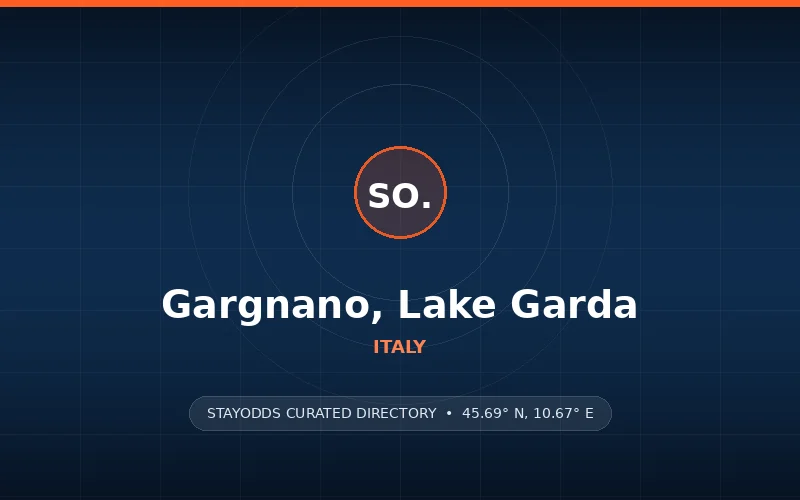 SO.
Gargnano, Lake Garda
ITALY
STAYODDS CURATED DIRECTORY • 45.69° N, 10.67° E